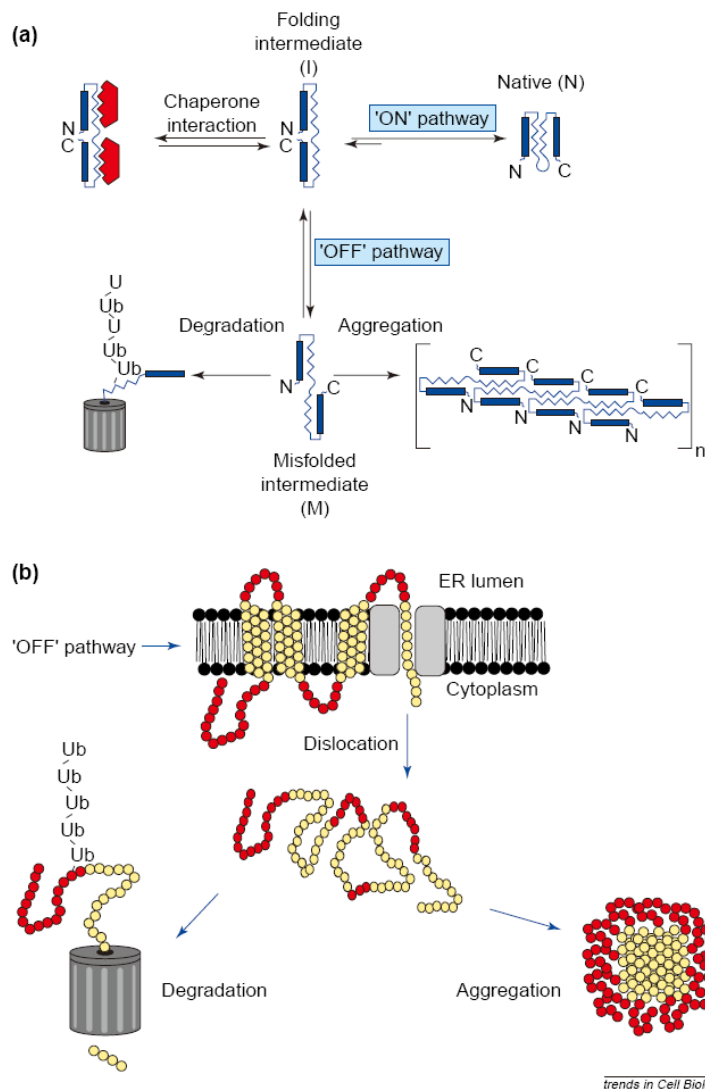 (a)
Folding
intermediate
(I)
Native (N)
Chaperone
interaction
'ON' pathway
N
C
N
C
N
C
'OFF' pathway
U
Ub
U
Ub
Ub
Degradation
Aggregation
N
C
C
C
C
C
N
N
N
N
n
Misfolded
intermediate
(M)
(b)
ER lumen
'OFF' pathway
Cytoplasm
Dislocation
Ub
Ub
Ub
Ub
Ub
Degradation
Aggregation
trends in Cell Biol